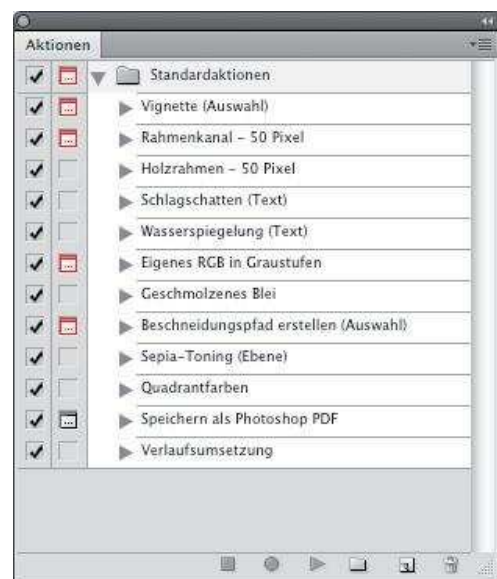 Aktionen
Standardaktionen
Vignette (Auswahl)
Rahmenkanal – 50 Pixel
Holzrahmen – 50 Pixel
Schlagschatten (Text)
Wasserspiegelung (Text)
Eigenes RGB in Graustufen
Geschmolzenes Blei
Beschneidungspfad erstellen (Auswahl)
Sepia-Toning (Ebene)
Quadrantfarben
Speichern als Photoshop PDF
Verlaufsumsetzung